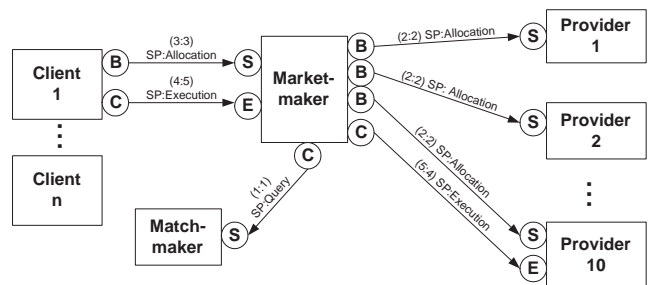 Client
1
B
C
(3:3)
SP:Allocation
(4:5)
SP:Execution
S
E
Market-
maker
B
B
B
C
C
(2:2) SP:Allocation
(2:2) SP: Allocation
(2:2) SP:Allocation
(5:4) SP:Execution
S
Provider
1
S
Provider
2
S
E
Provider
10
Client
n
(1:1)
SP:Query
Match-
maker
S